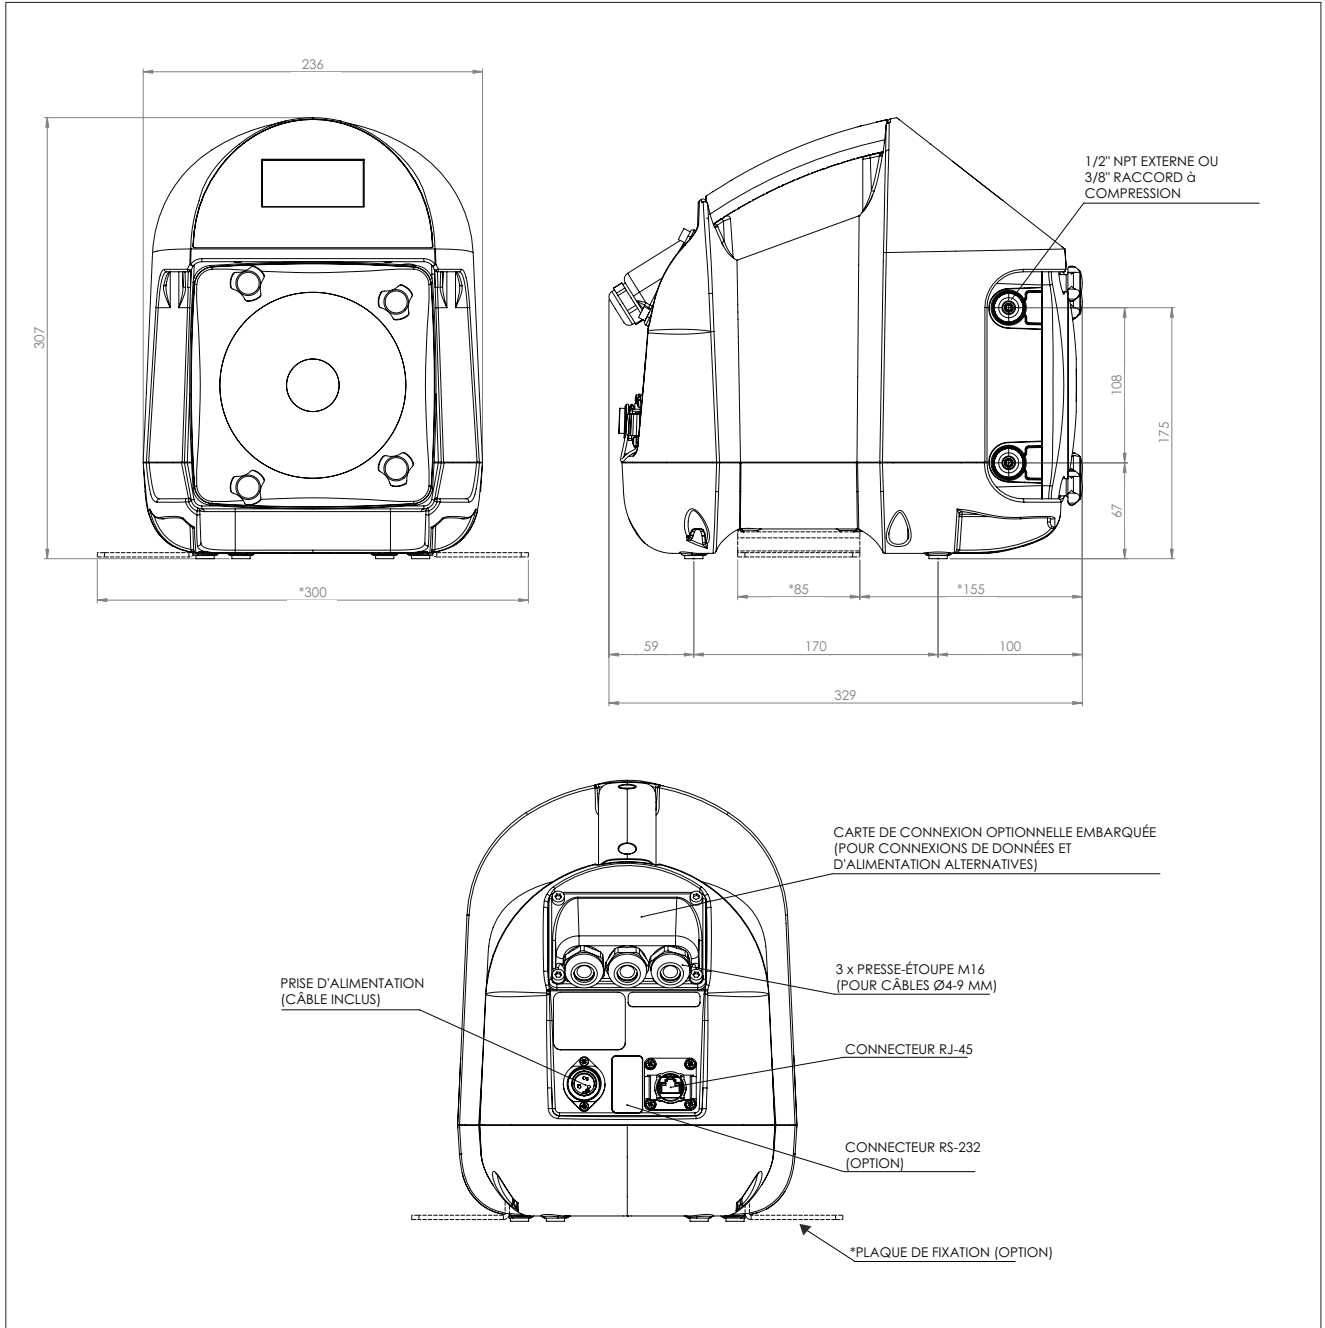 236
307
*300
1/2" NPT EXTERNE OU
3/8" RACCORD à
COMPRESSION
108
175
67
*85
*155
59
170
100
329
CARTE DE CONNEXION OPTIONNELLE EMBARQUÉE
(POUR CONNEXIONS DE DONNÉES ET
D'ALIMENTATION ALTERNATIVES)
3 x PRESSE-ÉTOUPE M16
(POUR CÂBLES Ø4-9 MM)
PRISE D'ALIMENTATION
(CÂBLE INCLUS)
CONNECTEUR RJ-45
CONNECTEUR RS-232
(OPTION)
*PLAQUE DE FIXATION (OPTION)